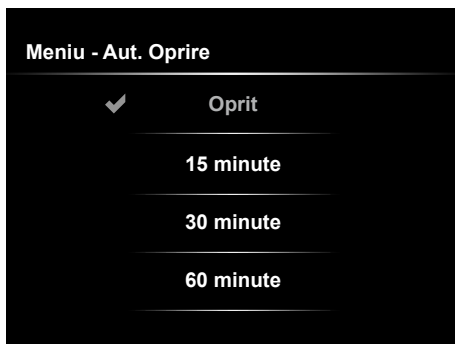 Meniu - Aut. Oprire
Oprit
15 minute
30 minute
60 minute